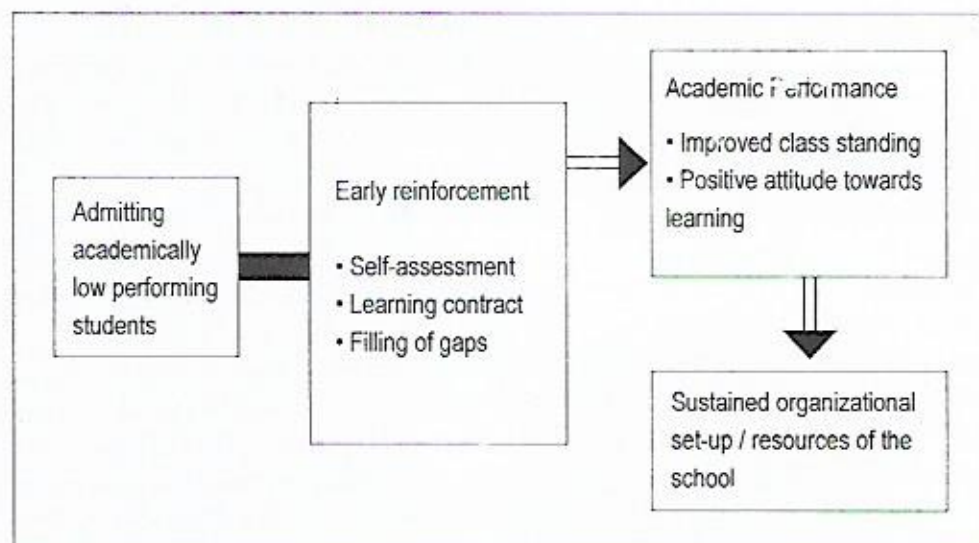 Admitting
academically
low performing
students
Early reinforcement
• Self-assessment
• Learning contract
• Filling of gaps
Academic Performance
• Improved class standing
• Positive attitude towards
learning
Sustained organizational
set-up / resources of the
school